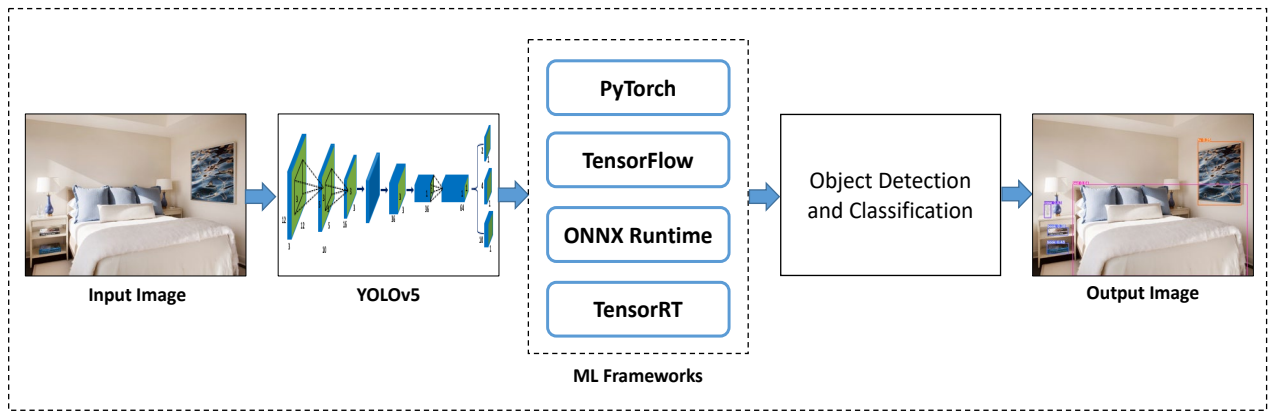 PyTorch
TensorFlow
ONNX Runtime
TensorRT
Object Detection
and Classification
Input Image
YOLOv5
ML Frameworks
Output Image